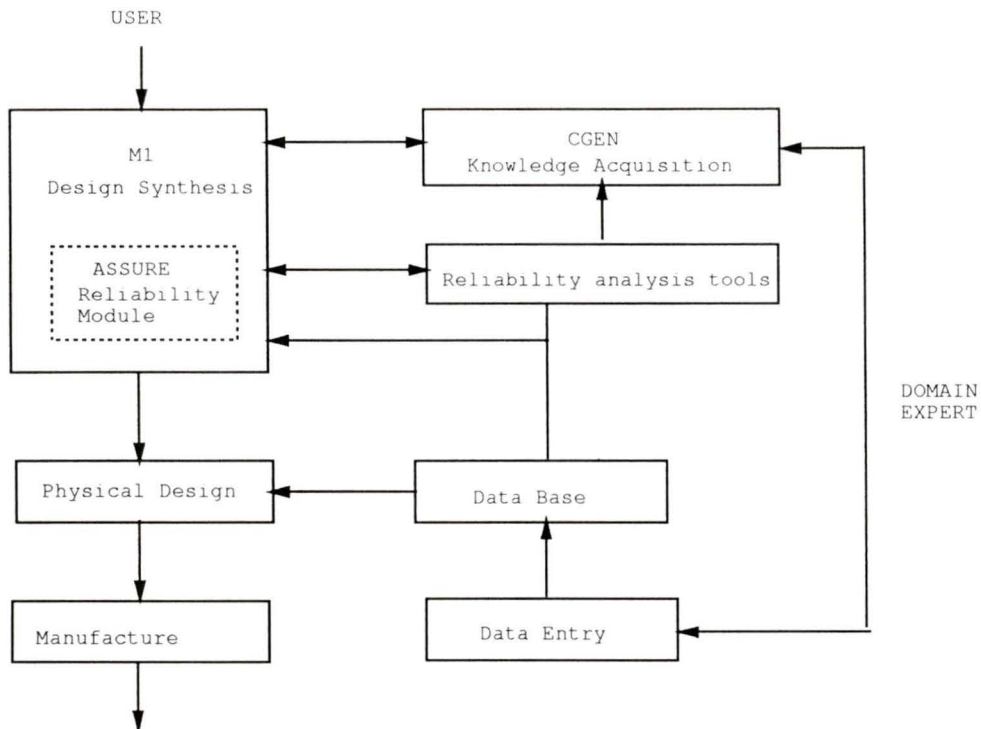 USER
M1
Design Synthesis
ASSURE
Reliability
Module
CGEN
Knowledge Acquisition
Reliability analysis tools
DOMAIN
EXPERT
Physical Design
Data Base
Manufacture
Data Entry